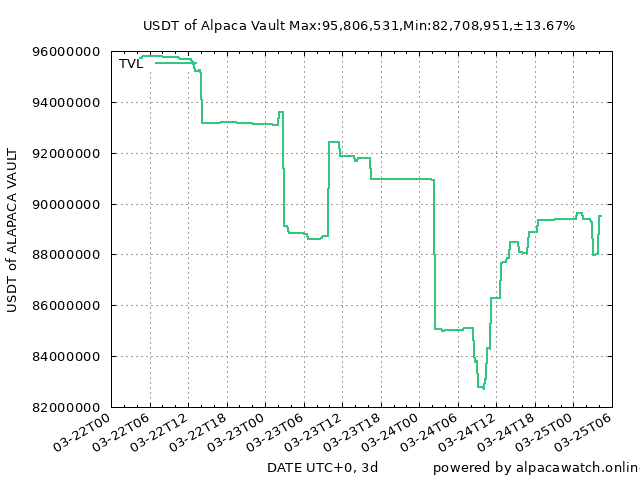 USDT of Alpaca Vault Max:95,806,531,Min:82,708,951,±13.67%
96000000
TVL
94000000
92000000
90000000
88000000
86000000
84000000
82000000
USDT of ALAPACA VAULT
03-22T00
03-22T06
03-22T12
03-22T18
03-23T00
03-23T06
03-23T12
03-23T18
03-24T00
03-24T06
03-24T12
03-24T18
03-25T00
03-25T06
DATE UTC+0, 3d
powered by alpacawatch.onlin